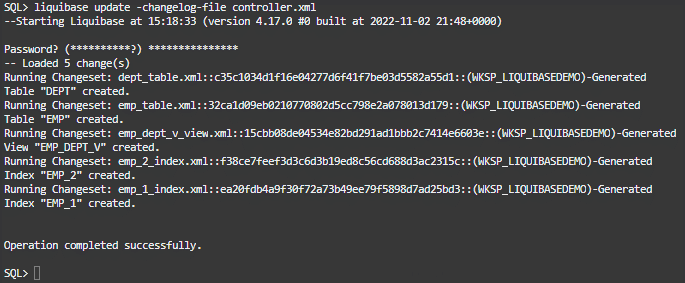 SQL> liquibase update -changelog-file controller.xml
--Starting Liquibase at 15:18:33 (version 4.17.0 #0 built at 2022-11-02 21:48+0000)
Password? (**********?) ***************
-- Loaded 5 change(s)
Running Changeset: dept_table.xml::c35c1034d1f16e04277d6f41f7be03d5582a55d1::(WKSP_LIQUIBASEDEMO)-Generated
Table "DEPT" created.
Running Changeset: emp_table.xml::32ca1d09eb0210770802d5cc798e2a078013d179::(WKSP_LIQUIBASEDEMO)-Generated
Table "EMP" created.
Running Changeset: emp_dept_v_view.xml::15cbb08de04534e82bd291ad1bbb2c7414e6603e::(WKSP_LIQUIBASEDEMO)-Generated
View "EMP_DEPT_V" created.
Running Changeset: emp_2_index.xml::f38ce7feef3d3c6d3b19ed8c56cd688d3ac2315c::(WKSP_LIQUIBASEDEMO)-Generated
Index "EMP_2" created.
Running Changeset: emp_1_index.xml::ea20fdb4a9f30f72a73b49ee79f5898d7ad25bd3::(WKSP_LIQUIBASEDEMO)-Generated
Index "EMP_1" created.
Operation completed successfully.
SQL>